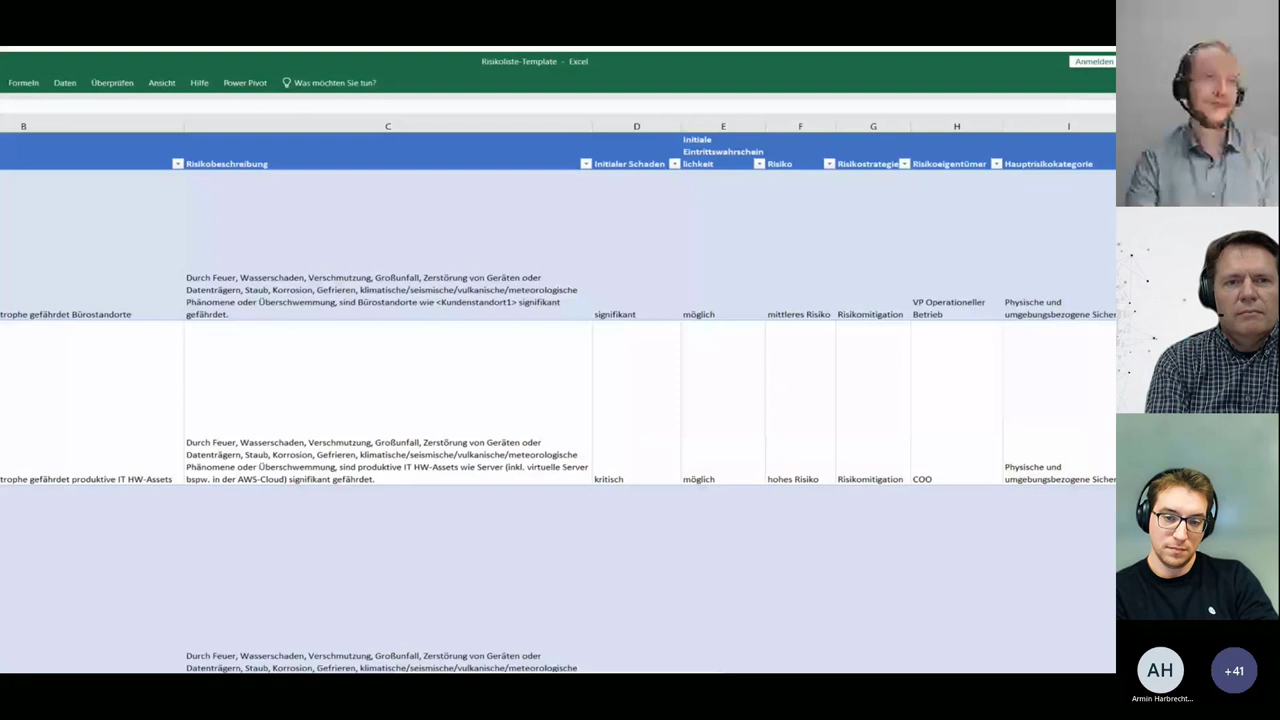 Risikoliste-Template - Excel
Anmelden
Formeln Daten Überprüfen Ansicht Hilfe Power Pivot Was möchten Sie tun?
B C D E F G H I
Initiale
Eintrittswahrschein
Risikobeschreibung Initialer Schaden lichkeit Risiko Risikostrategie Risikoeigentümer Hauptrisikokategorie
Durch Feuer, Wasserschaden, Verschmutzung, Großunfall, Zerstörung von Geräten oder
Datenträgern, Staub, Korrosion, Gefrieren, klimatische/seismische/vulkanische/meteorologische
Phänomene oder Überschwemmung, sind Bürostandorte wie <Kundenstandort1> signifikant VP Operationeller Physische und
trophe gefährdet Bürostandorte gefährdet. signifikant möglich mittleres Risiko Risikomitigation Betrieb umgebungsbezogene Sicher
Durch Feuer, Wasserschaden, Verschmutzung, Großunfall, Zerstörung von Geräten oder
Datenträgern, Staub, Korrosion, Gefrieren, klimatische/seismische/vulkanische/meteorologische
Phänomene oder Überschwemmung, sind produktive IT HW-Assets wie Server (inkl. virtuelle Server Physische und
trophe gefährdet produktive IT HW-Assets bspw. in der AWS-Cloud) signifikant gefährdet. kritisch möglich hohes Risiko Risikomitigation COO umgebungsbezogene Sicher
Durch Feuer, Wasserschaden, Verschmutzung, Großunfall, Zerstörung von Geräten oder
Datenträgern, Staub, Korrosion, Gefrieren, klimatische/seismische/vulkanische/meteorologische
AH +41
Armin Harbrecht...